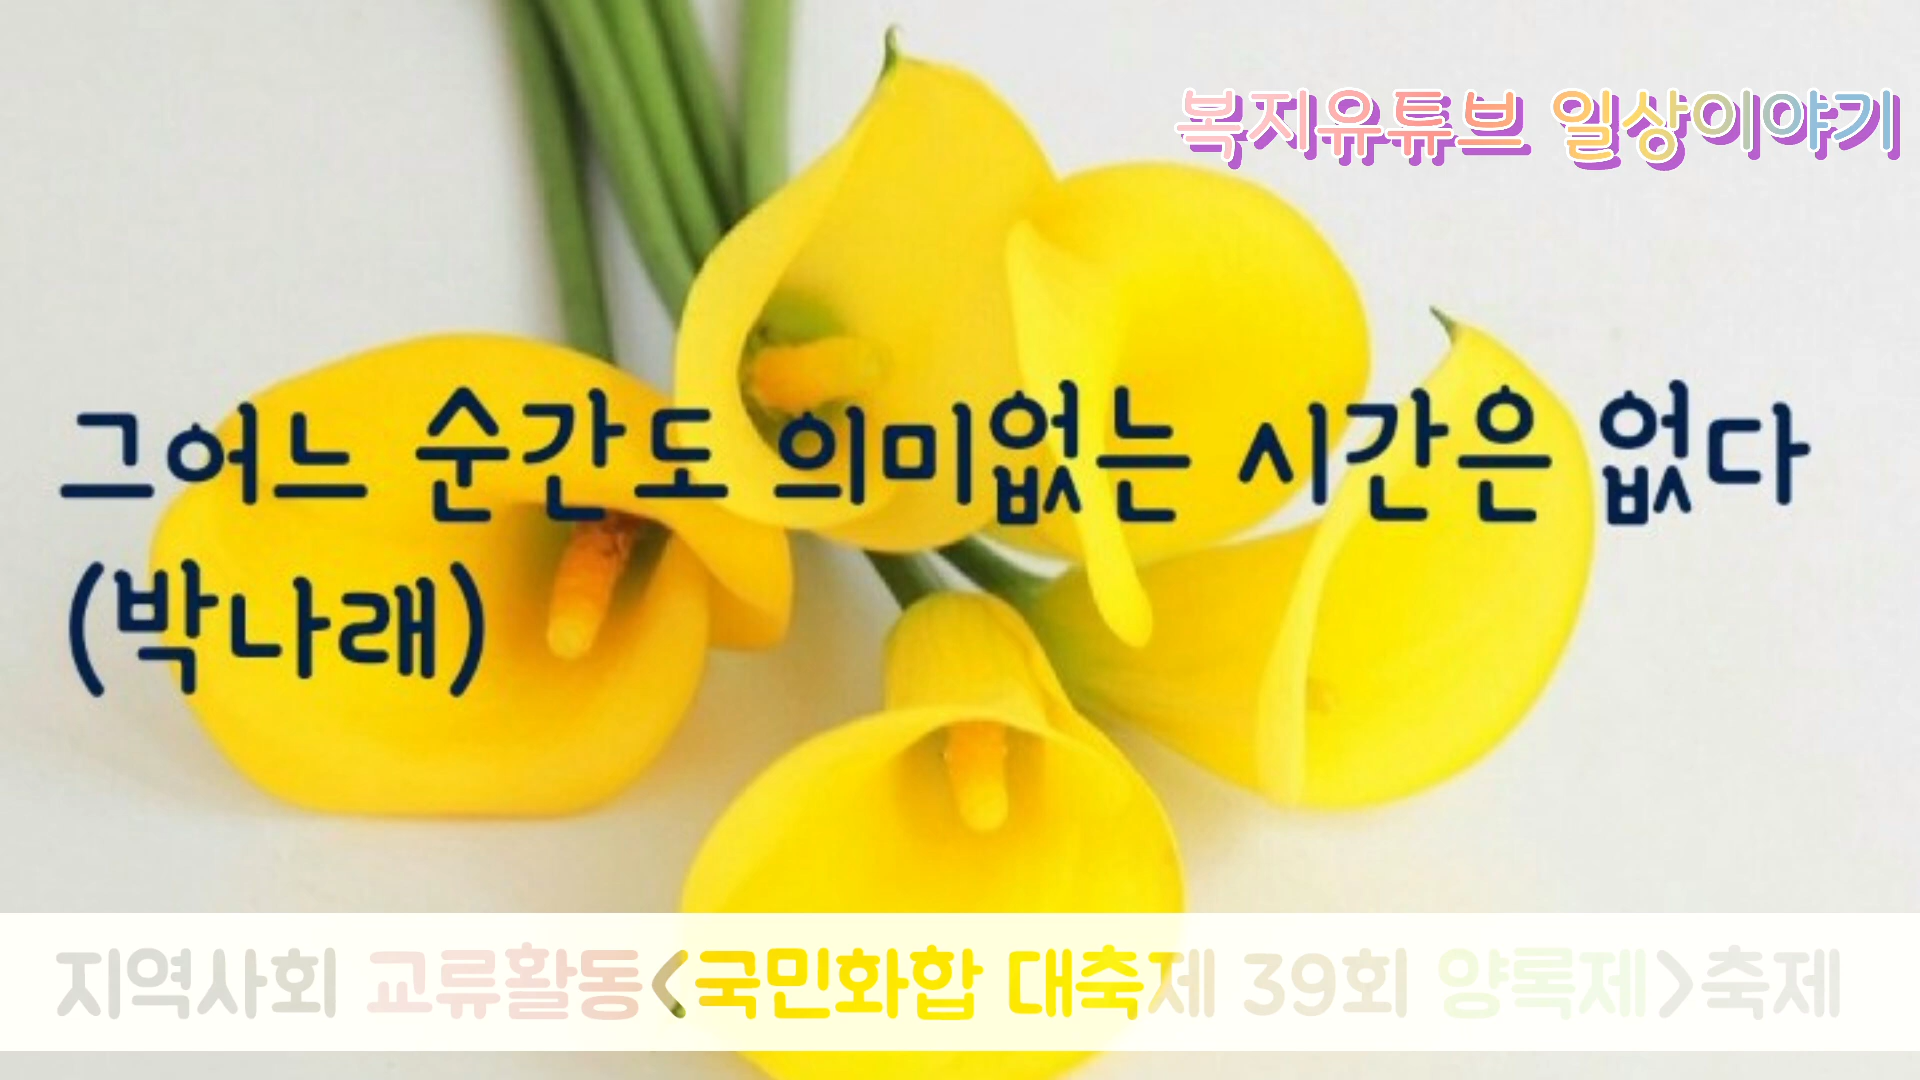 복지유튜브 일상이야기
그어느 순간도 의미없는 시간은 없다
(박나래)
지역사회 교류활동<국민화합 대축제 39회 양록제>축제